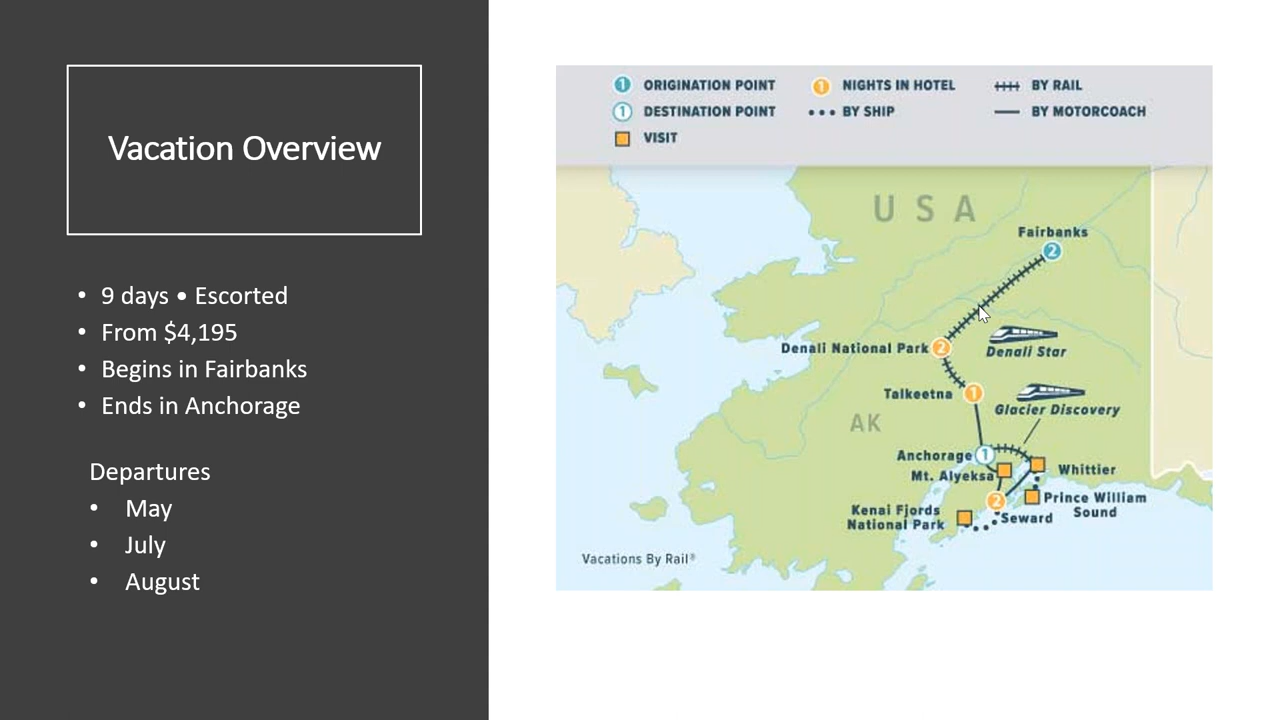 Vacation Overview
• 9 days • Escorted
• From $4,195
• Begins in Fairbanks
• Ends in Anchorage
Departures
• May
• July
• August
1 ORIGINATION POINT
1 DESTINATION POINT
VISIT
1 NIGHTS IN HOTEL
BY SHIP
BY RAIL
BY MOTORCOACH
USA
Fairbanks
2
Denali National Park 2
Denali Star
Talkeetna 1
Glacier Discovery
AK
Anchorage 1
Mt. Alyeksa
Whittier
2
Prince William
Sound
Kenai Fjords
National Park
Seward
Vacations By Rail®